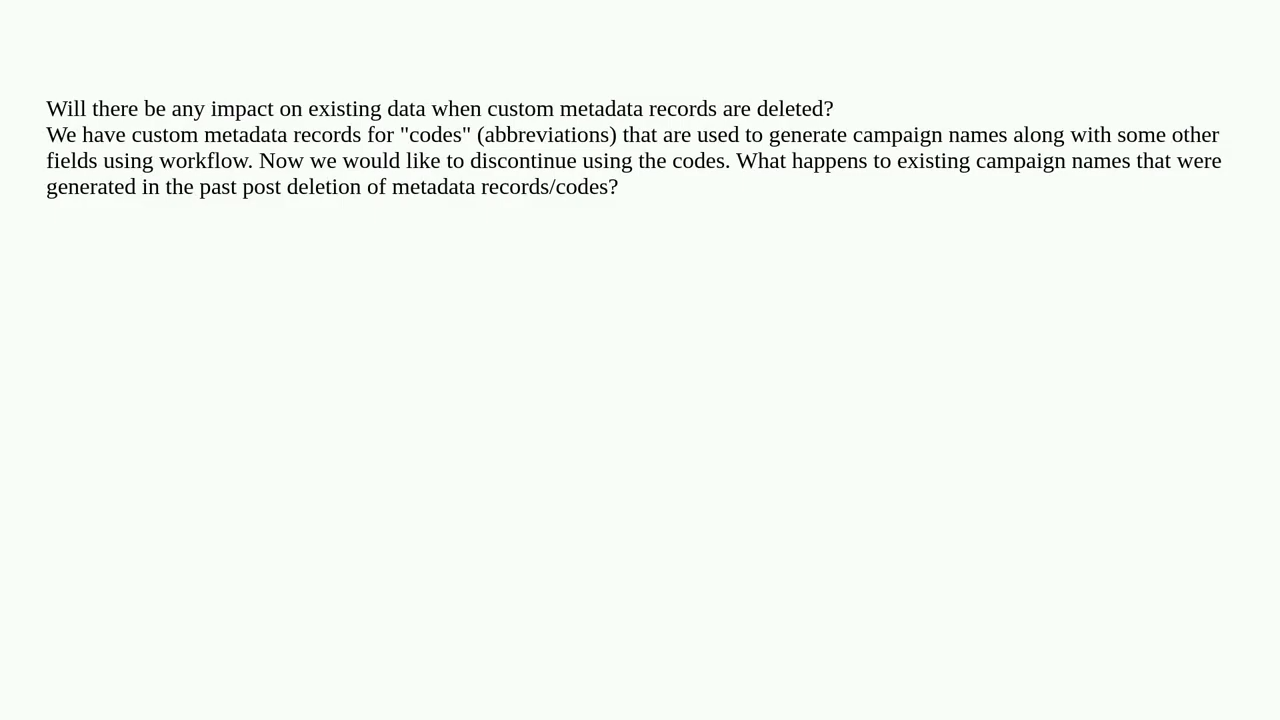 Will there be any impact on existing data when custom metadata records are deleted?
We have custom metadata records for "codes" (abbreviations) that are used to generate campaign names along with some other
fields using workflow. Now we would like to discontinue using the codes. What happens to existing campaign names that were
generated in the past post deletion of metadata records/codes?